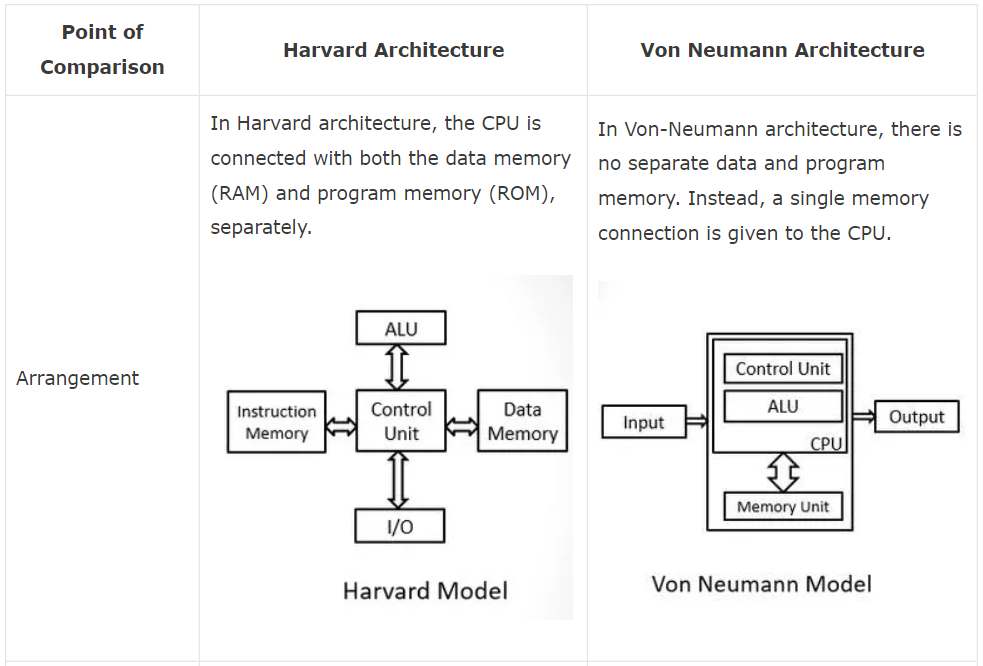 Point of
Comparison
Harvard Architecture
Von Neumann Architecture
Arrangement
In Harvard architecture, the CPU is
connected with both the data memory
(RAM) and program memory (ROM),
separately.
ALU
Instruction
Memory
Control
Unit
Data
Memory
I/O
Harvard Model
In Von-Neumann architecture, there is
no separate data and program
memory. Instead, a single memory
connection is given to the CPU.
Input
Control Unit
ALU
CPU
Memory Unit
Output
Von Neumann Model